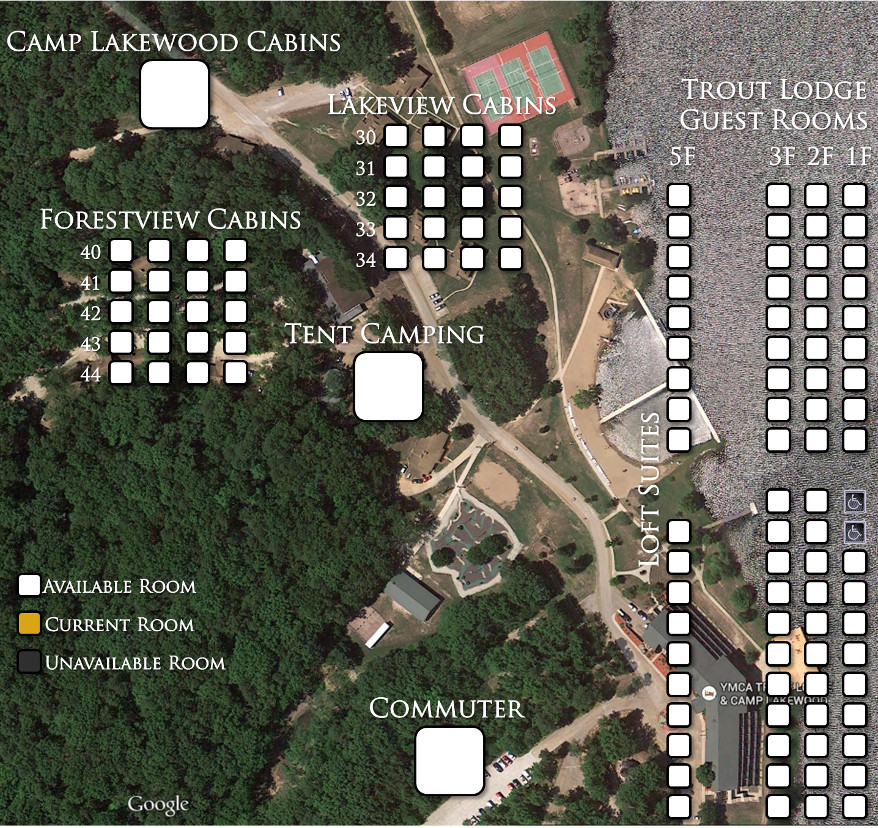 CAMP LAKEWOOD CABINS
LAKEVIEW CABINS
30
31
32
33
34
TROUT LODGE
GUEST ROOMS
5F 3F 2F 1F
FORESTVIEW CABINS
40
41
42
43
44
TENT CAMPING
LOFT SUITES
AVAILABLE ROOM
CURRENT ROOM
UNAVAILABLE ROOM
YMCA
& CAMP LAKEWOOD
COMMUTER
Google